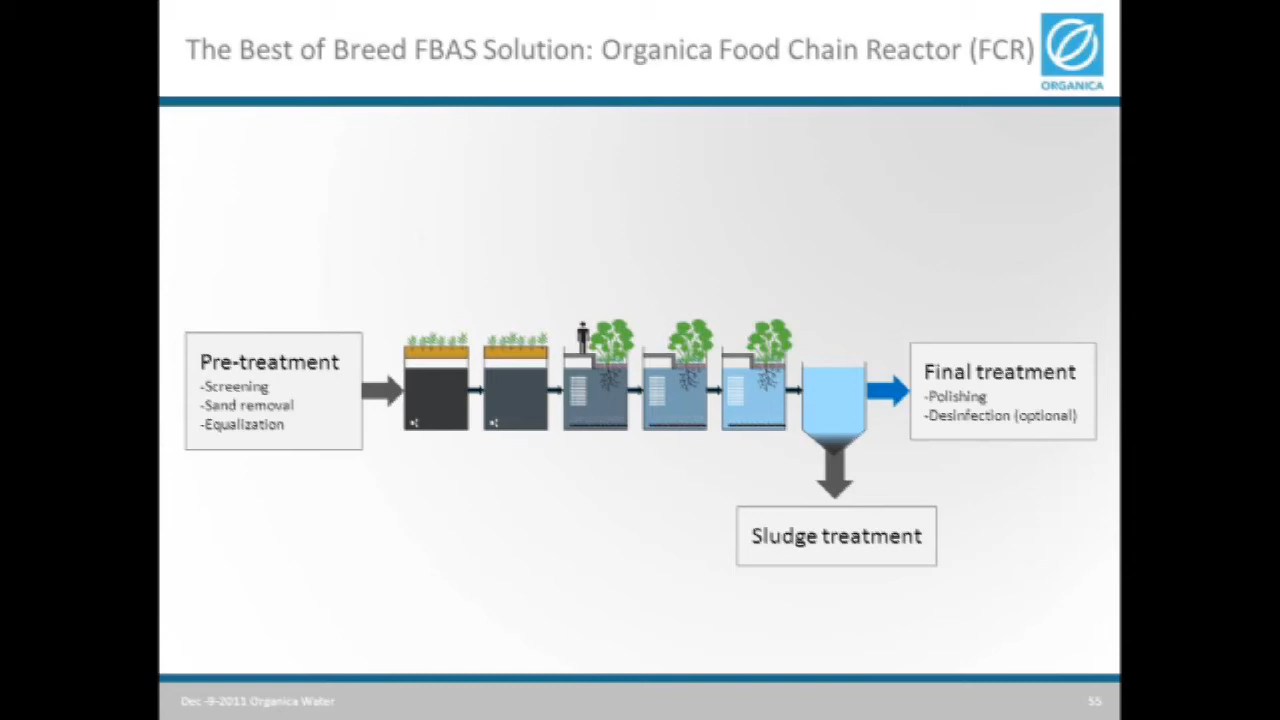 The Best of Breed FBAS Solution: Organica Food Chain Reactor (FCR)
ORGANICA
Pre-treatment
-Screening
-Sand removal
-Equalization
Final treatment
-Polishing
-Desinfection (optional)
Sludge treatment
Dec -9-2011 Organica Water
55